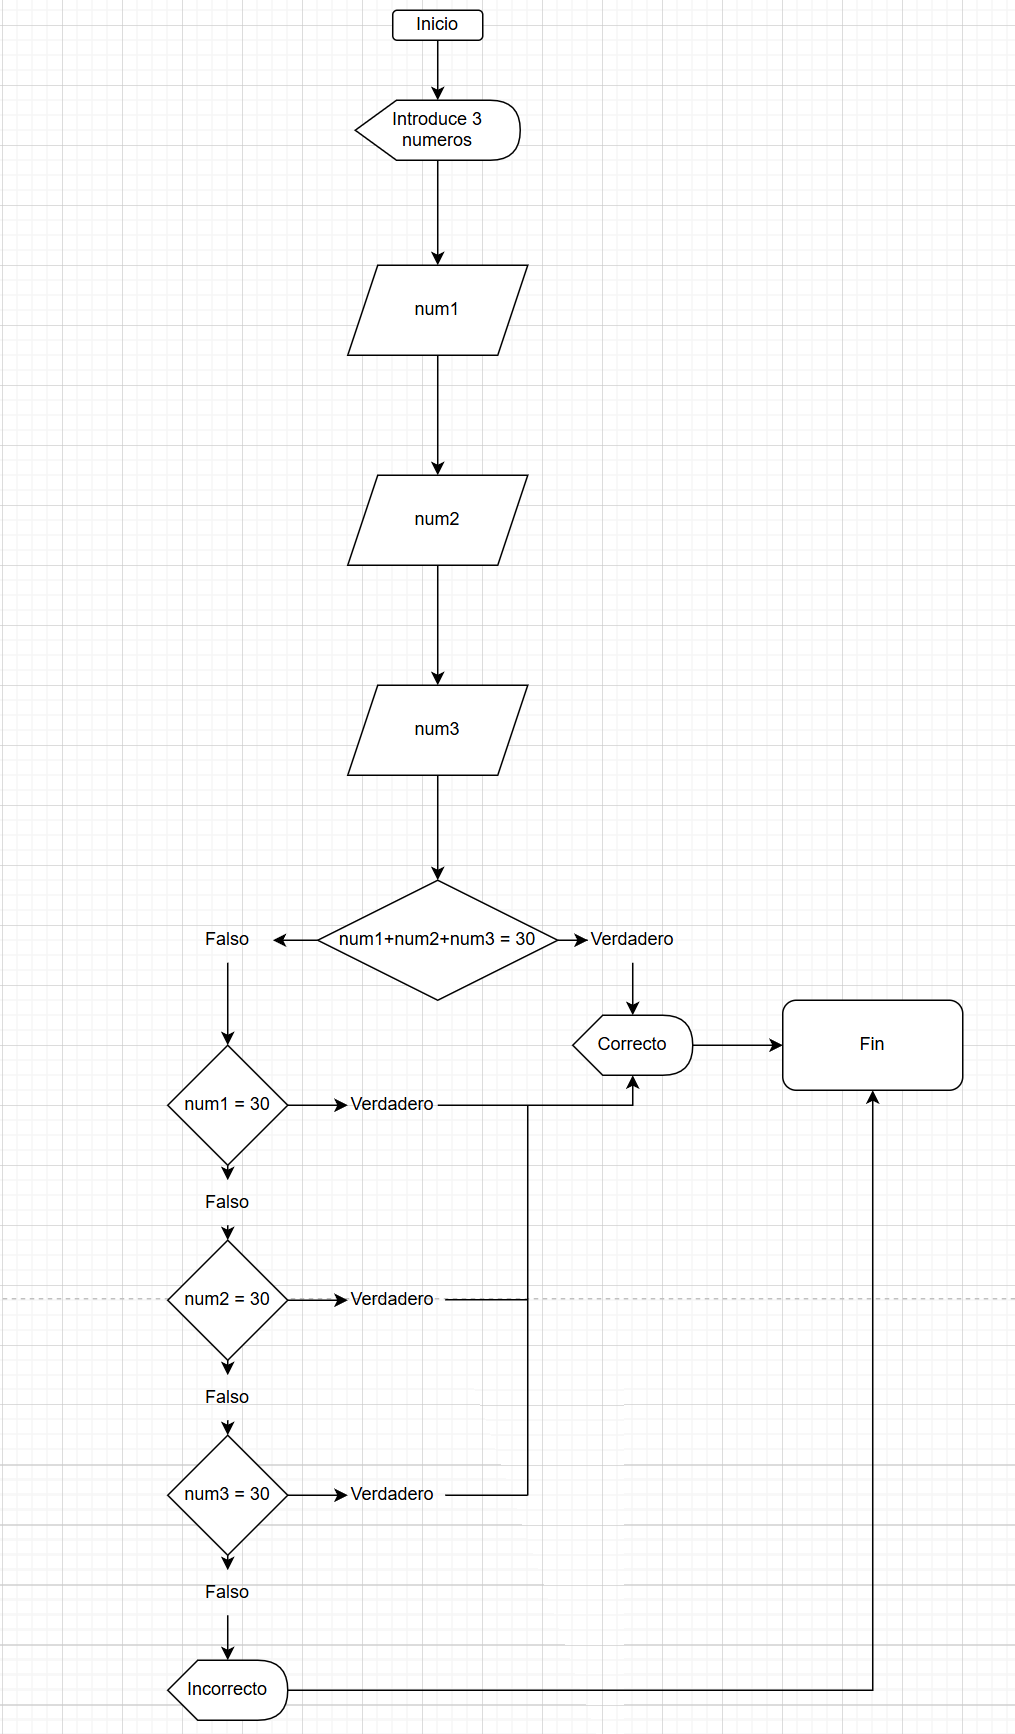 Inicio
Introduce 3
numeros
num1
num2
num3
Falso
num1+num2+num3 = 30
Verdadero
Correcto
Fin
num1 = 30
Verdadero
Falso
num2 = 30
Verdadero
Falso
num3 = 30
Verdadero
Falso
Incorrecto